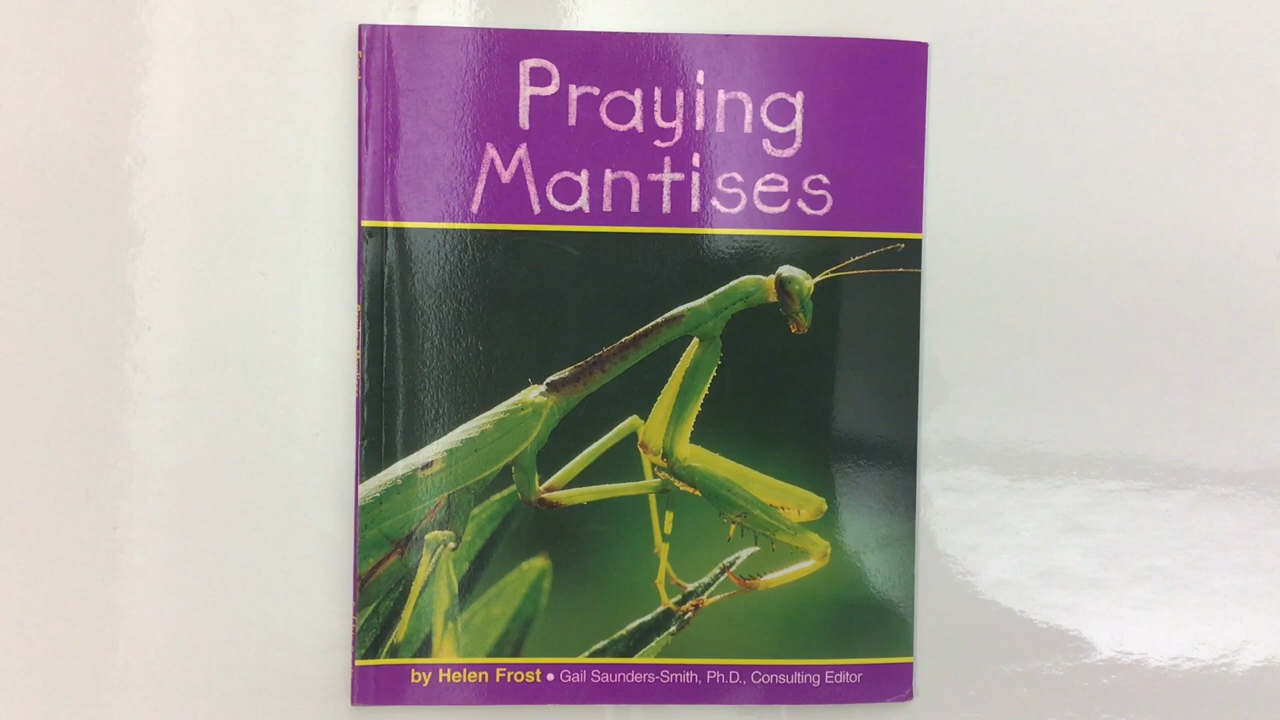 Praying
Mantises
by Helen Frost • Gail Saunders-Smith, Ph.D., Consulting Editor